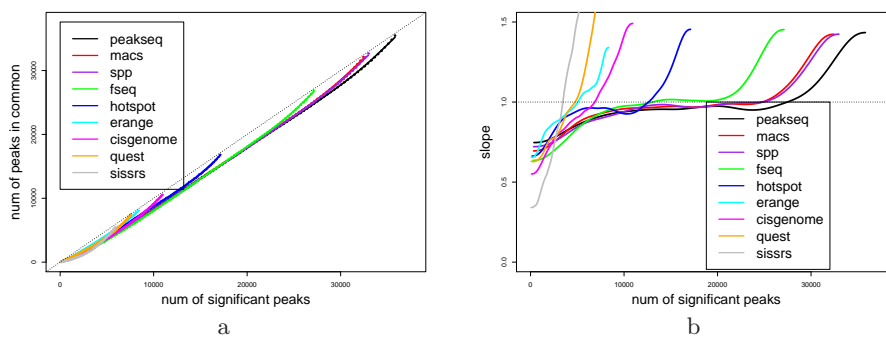 num of peaks in common
0
10000
20000
30000
peakseq
macs
spp
fseq
hotspot
erange
cisgenome
quest
sissrs
0
10000
20000
30000
num of significant peaks
a
slope
0.0
0.5
1.0
1.5
peakseq
macs
spp
fseq
hotspot
erange
cisgenome
quest
sissrs
0
10000
20000
30000
num of significant peaks
b